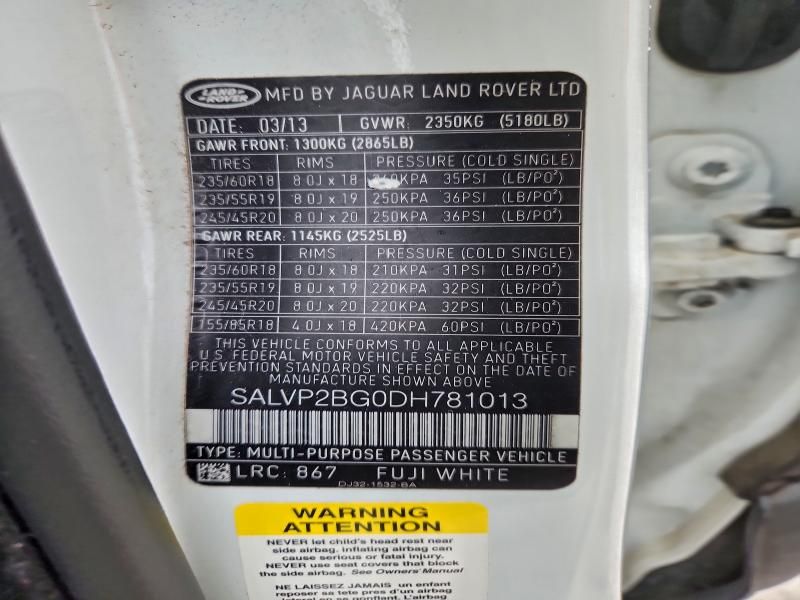 LAND ROVER MFD BY JAGUAR LAND ROVER LTD
DATE: 03/13 GVWR: 2350KG (5180LB)
GAWR FRONT: 1300KG (2865LB)
TIRES RIMS PRESSURE (COLD SINGLE)
235/60R18 8.0J x 18 KPA 35PSI (LB/PO²)
235/55R19 8.0J x 19 250KPA 36PSI (LB/PO²)
245/45R20 8.0J x 20 250KPA 36PSI (LB/PO²)
GAWR REAR: 1145KG (2525LB)
TIRES RIMS PRESSURE (COLD SINGLE)
235/60R18 8.0J x 18 210KPA 31PSI (LB/PO²)
235/55R19 8.0J x 19 220KPA 32PSI (LB/PO²)
245/45R20 8.0J x 20 220KPA 32PSI (LB/PO²)
155/85R18 4.0J x 18 420KPA 60PSI (LB/PO²)
THIS VEHICLE CONFORMS TO ALL APPLICABLE
U.S. FEDERAL MOTOR VEHICLE SAFETY AND THEFT
PREVENTION STANDARDS IN EFFECT ON THE DATE OF
MANUFACTURE SHOWN ABOVE
SALVP2BG0DH781013
TYPE: MULTI-PURPOSE PASSENGER VEHICLE
LRC: 867 FUJI WHITE
DJ32-1532-BA
WARNING
ATTENTION
NEVER let child's head rest near
side airbag, inflating airbag can
cause serious or fatal injury.
NEVER use seat covers that block
the side airbag. See Owners' Manual
NE LAISSEZ JAMAIS un enfant
reposer sa tête près d'un airbag